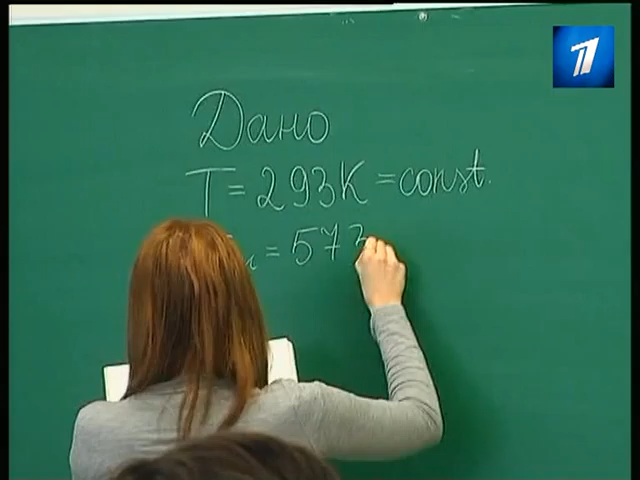 Дано
T = 293K = const.
= 573